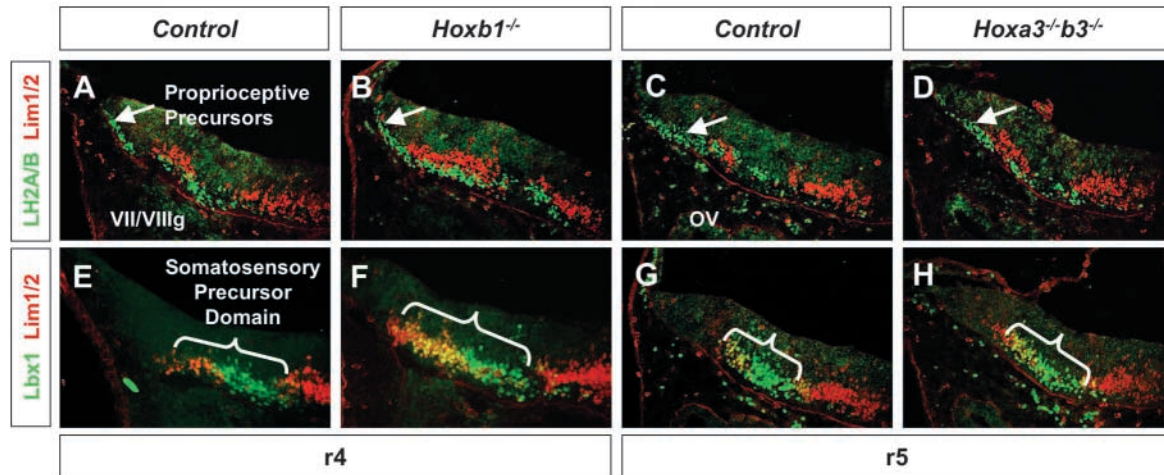 Control
Hoxb1-/-
Control
Hoxa3-/-b3-/-
LH2A/B Lim1/2
A
Proprioceptive
Precursors
VII/VIIIg
B
C
OV
D
Lbx1 Lim1/2
E
Somatosensory
Precursor
Domain
F
G
H
r4
r5